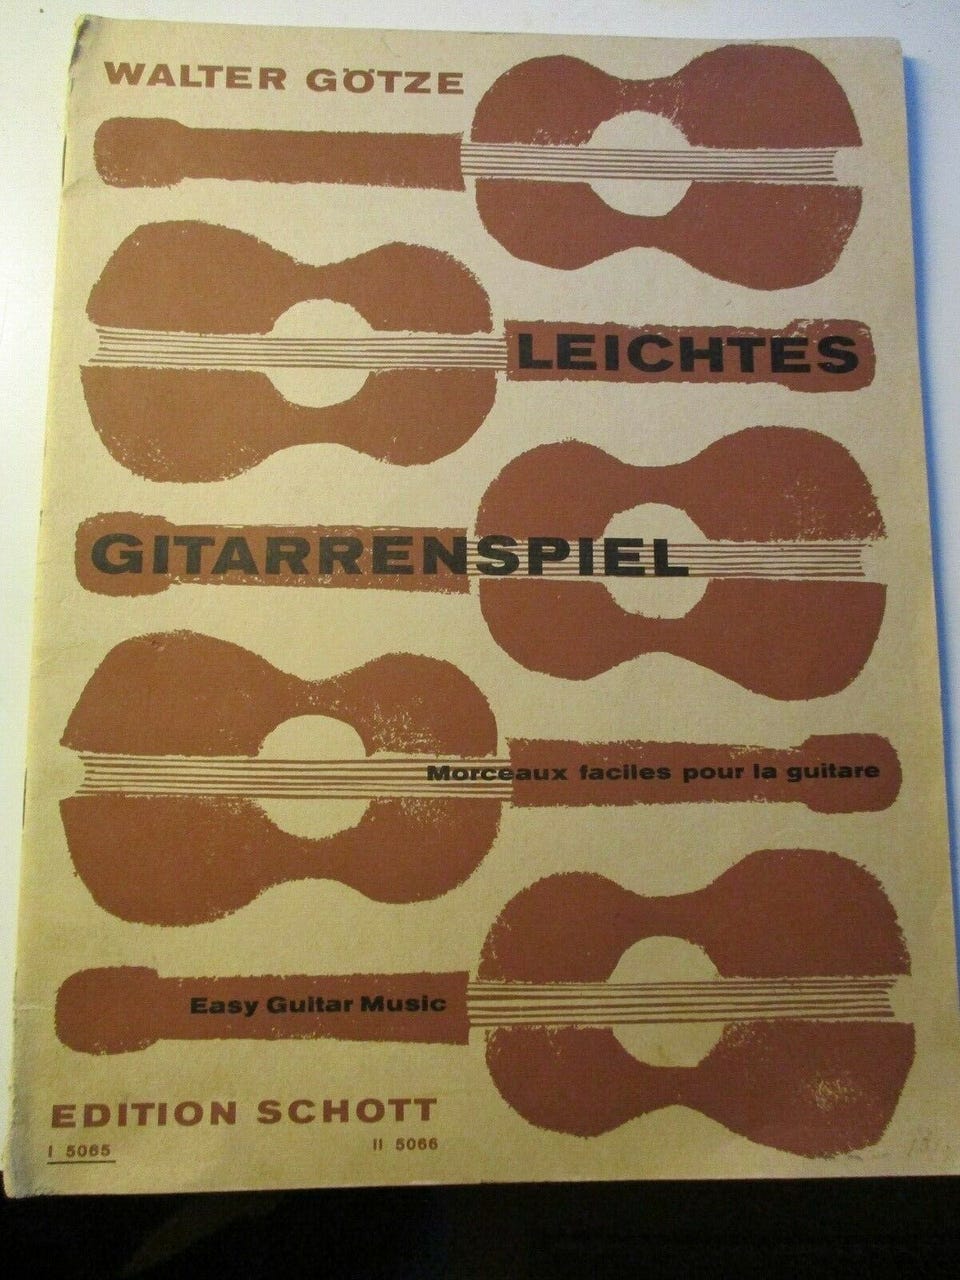 WALTER GÖTZE
LEICHTES
GITARRENSPIEL
Morceaux faciles pour la guitare
Easy Guitar Music
EDITION SCHOTT
I 5065 II 5066